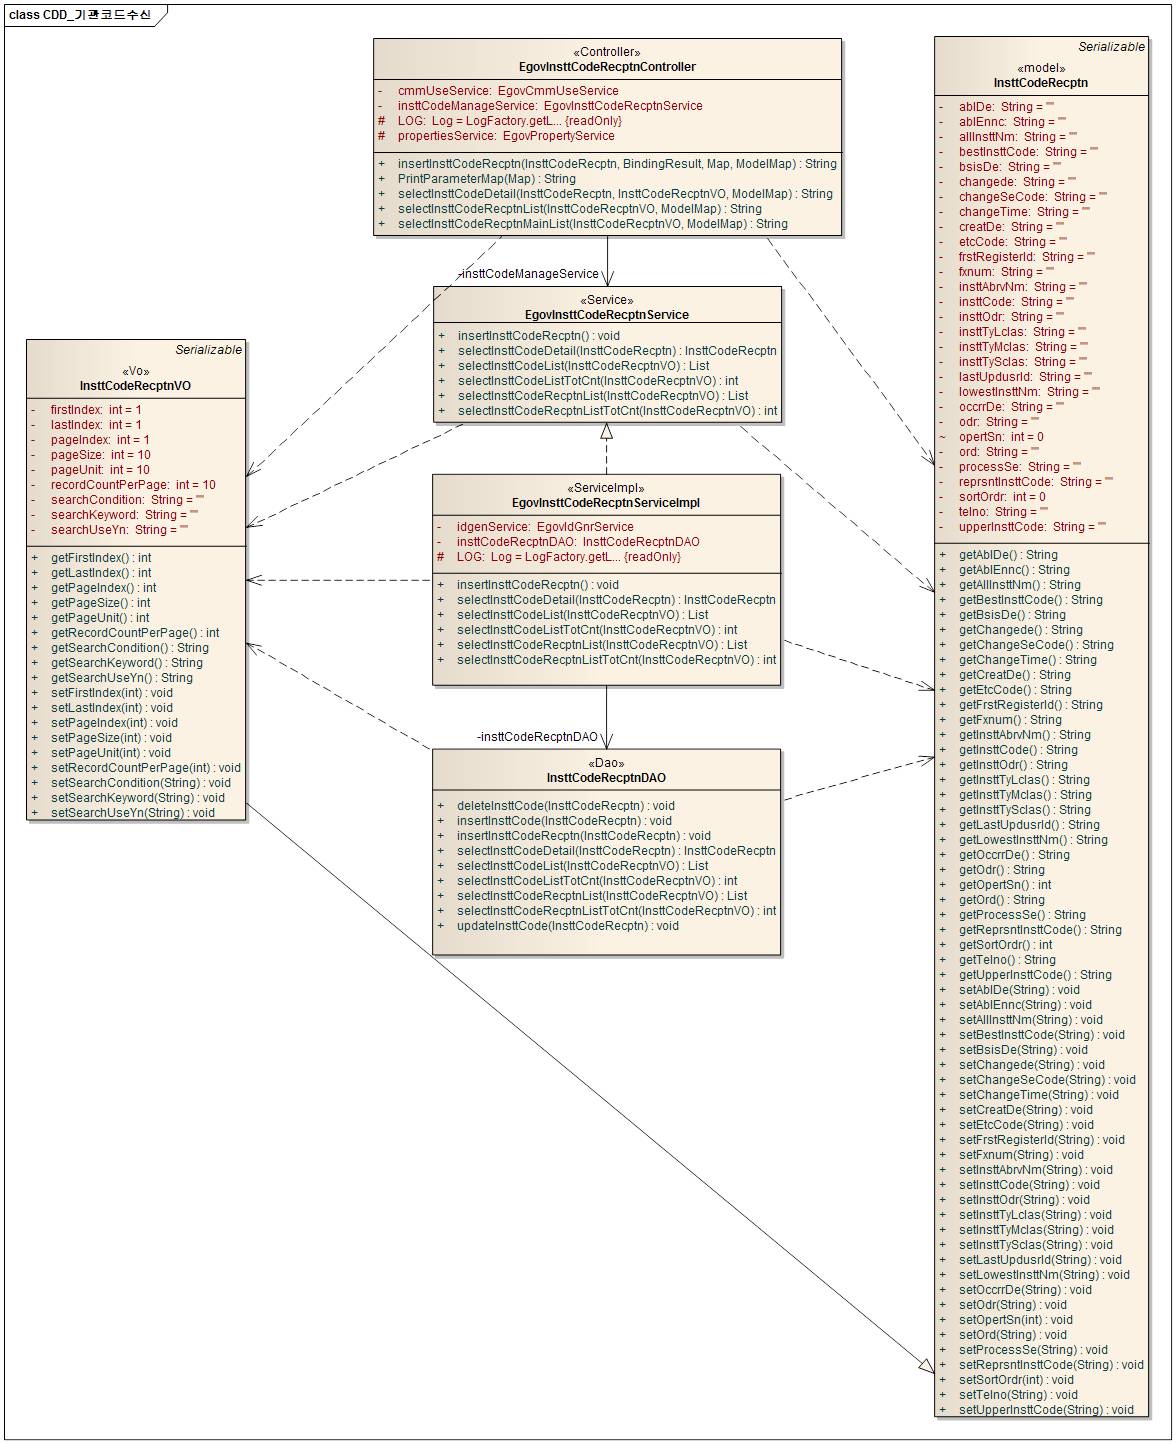 class CDD_기관코드수신
«Controller»
EgovInsttCodeRecptnController
- cmmUseService: EgovCmmUseService
- insttCodeManageService: EgovInsttCodeRecptnService
# LOG: Log = LogFactory.getL... {readOnly}
# propertiesService: EgovPropertyService
+ insertInsttCodeRecptn(InsttCodeRecptn, BindingResult, Map, ModelMap) : String
+ PrintParameterMap(Map) : String
+ selectInsttCodeDetail(InsttCodeRecptn, InsttCodeRecptnVO, ModelMap) : String
+ selectInsttCodeRecptnList(InsttCodeRecptnVO, ModelMap) : String
+ selectInsttCodeRecptnMainList(InsttCodeRecptnVO, ModelMap) : String
-insttCodeManageService
«Service»
EgovInsttCodeRecptnService
+ insertInsttCodeRecptn() : void
+ selectInsttCodeDetail(InsttCodeRecptn) : InsttCodeRecptn
+ selectInsttCodeList(InsttCodeRecptnVO) : List
+ selectInsttCodeListTotCnt(InsttCodeRecptnVO) : int
+ selectInsttCodeRecptnList(InsttCodeRecptnVO) : List
+ selectInsttCodeRecptnListTotCnt(InsttCodeRecptnVO) : int
Serializable
«Vo»
InsttCodeRecptnVO
- firstIndex: int = 1
- lastIndex: int = 1
- pageIndex: int = 1
- pageSize: int = 10
- pageUnit: int = 10
- recordCountPerPage: int = 10
- searchCondition: String = ""
- searchKeyword: String = ""
- searchUseYn: String = ""
+ getFirstIndex() : int
+ getLastIndex() : int
+ getPageIndex() : int
+ getPageSize() : int
+ getPageUnit() : int
+ getRecordCountPerPage() : int
+ getSearchCondition() : String
+ getSearchKeyword() : String
+ getSearchUseYn() : String
+ setFirstIndex(int) : void
+ setLastIndex(int) : void
+ setPageIndex(int) : void
+ setPageSize(int) : void
+ setPageUnit(int) : void
+ setRecordCountPerPage(int) : void
+ setSearchCondition(String) : void
+ setSearchKeyword(String) : void
+ setSearchUseYn(String) : void
«ServiceImpl»
EgovInsttCodeRecptnServiceImpl
- idgenService: EgovIdGnrService
- insttCodeRecptnDAO: InsttCodeRecptnDAO
# LOG: Log = LogFactory.getL... {readOnly}
+ insertInsttCodeRecptn() : void
+ selectInsttCodeDetail(InsttCodeRecptn) : InsttCodeRecptn
+ selectInsttCodeList(InsttCodeRecptnVO) : List
+ selectInsttCodeListTotCnt(InsttCodeRecptnVO) : int
+ selectInsttCodeRecptnList(InsttCodeRecptnVO) : List
+ selectInsttCodeRecptnListTotCnt(InsttCodeRecptnVO) : int
-insttCodeRecptnDAO
«Dao»
InsttCodeRecptnDAO
+ deleteInsttCode(InsttCodeRecptn) : void
+ insertInsttCode(InsttCodeRecptn) : void
+ insertInsttCodeRecptn(InsttCodeRecptn) : void
+ selectInsttCodeDetail(InsttCodeRecptn) : InsttCodeRecptn
+ selectInsttCodeList(InsttCodeRecptnVO) : List
+ selectInsttCodeListTotCnt(InsttCodeRecptnVO) : int
+ selectInsttCodeRecptnList(InsttCodeRecptnVO) : List
+ selectInsttCodeRecptnListTotCnt(InsttCodeRecptnVO) : int
+ updateInsttCode(InsttCodeRecptn) : void
Serializable
«model»
InsttCodeRecptn
- ablDe: String = ""
- ablEnnc: String = ""
- allInsttNm: String = ""
- bestInsttCode: String = ""
- bsisDe: String = ""
- changede: String = ""
- changeSeCode: String = ""
- changeTime: String = ""
- creatDe: String = ""
- etcCode: String = ""
- frstRegisterId: String = ""
- fxnum: String = ""
- insttAbrvNm: String = ""
- insttCode: String = ""
- insttOdr: String = ""
- insttTyLclas: String = ""
- insttTyMclas: String = ""
- insttTySclas: String = ""
- lastUpdusrId: String = ""
- lowestInsttNm: String = ""
- occrrDe: String = ""
- odr: String = ""
~ opertSn: int = 0
- ord: String = ""
- processSe: String = ""
- reprsntInsttCode: String = ""
- sortOrdr: int = 0
- telno: String = ""
- upperInsttCode: String = ""
+ getAblDe() : String
+ getAblEnnc() : String
+ getAllInsttNm() : String
+ getBestInsttCode() : String
+ getBsisDe() : String
+ getChangede() : String
+ getChangeSeCode() : String
+ getChangeTime() : String
+ getCreatDe() : String
+ getEtcCode() : String
+ getFrstRegisterId() : String
+ getFxnum() : String
+ getInsttAbrvNm() : String
+ getInsttCode() : String
+ getInsttOdr() : String
+ getInsttTyLclas() : String
+ getInsttTyMclas() : String
+ getInsttTySclas() : String
+ getLastUpdusrId() : String
+ getLowestInsttNm() : String
+ getOccrrDe() : String
+ getOdr() : String
+ getOpertSn() : int
+ getOrd() : String
+ getProcessSe() : String
+ getReprsntInsttCode() : String
+ getSortOrdr() : int
+ getTelno() : String
+ getUpperInsttCode() : String
+ setAblDe(String) : void
+ setAblEnnc(String) : void
+ setAllInsttNm(String) : void
+ setBestInsttCode(String) : void
+ setBsisDe(String) : void
+ setChangede(String) : void
+ setChangeSeCode(String) : void
+ setChangeTime(String) : void
+ setCreatDe(String) : void
+ setEtcCode(String) : void
+ setFrstRegisterId(String) : void
+ setFxnum(String) : void
+ setInsttAbrvNm(String) : void
+ setInsttCode(String) : void
+ setInsttOdr(String) : void
+ setInsttTyLclas(String) : void
+ setInsttTyMclas(String) : void
+ setInsttTySclas(String) : void
+ setLastUpdusrId(String) : void
+ setLowestInsttNm(String) : void
+ setOccrrDe(String) : void
+ setOdr(String) : void
+ setOpertSn(int) : void
+ setOrd(String) : void
+ setProcessSe(String) : void
+ setReprsntInsttCode(String) : void
+ setSortOrdr(int) : void
+ setTelno(String) : void
+ setUpperInsttCode(String) : void